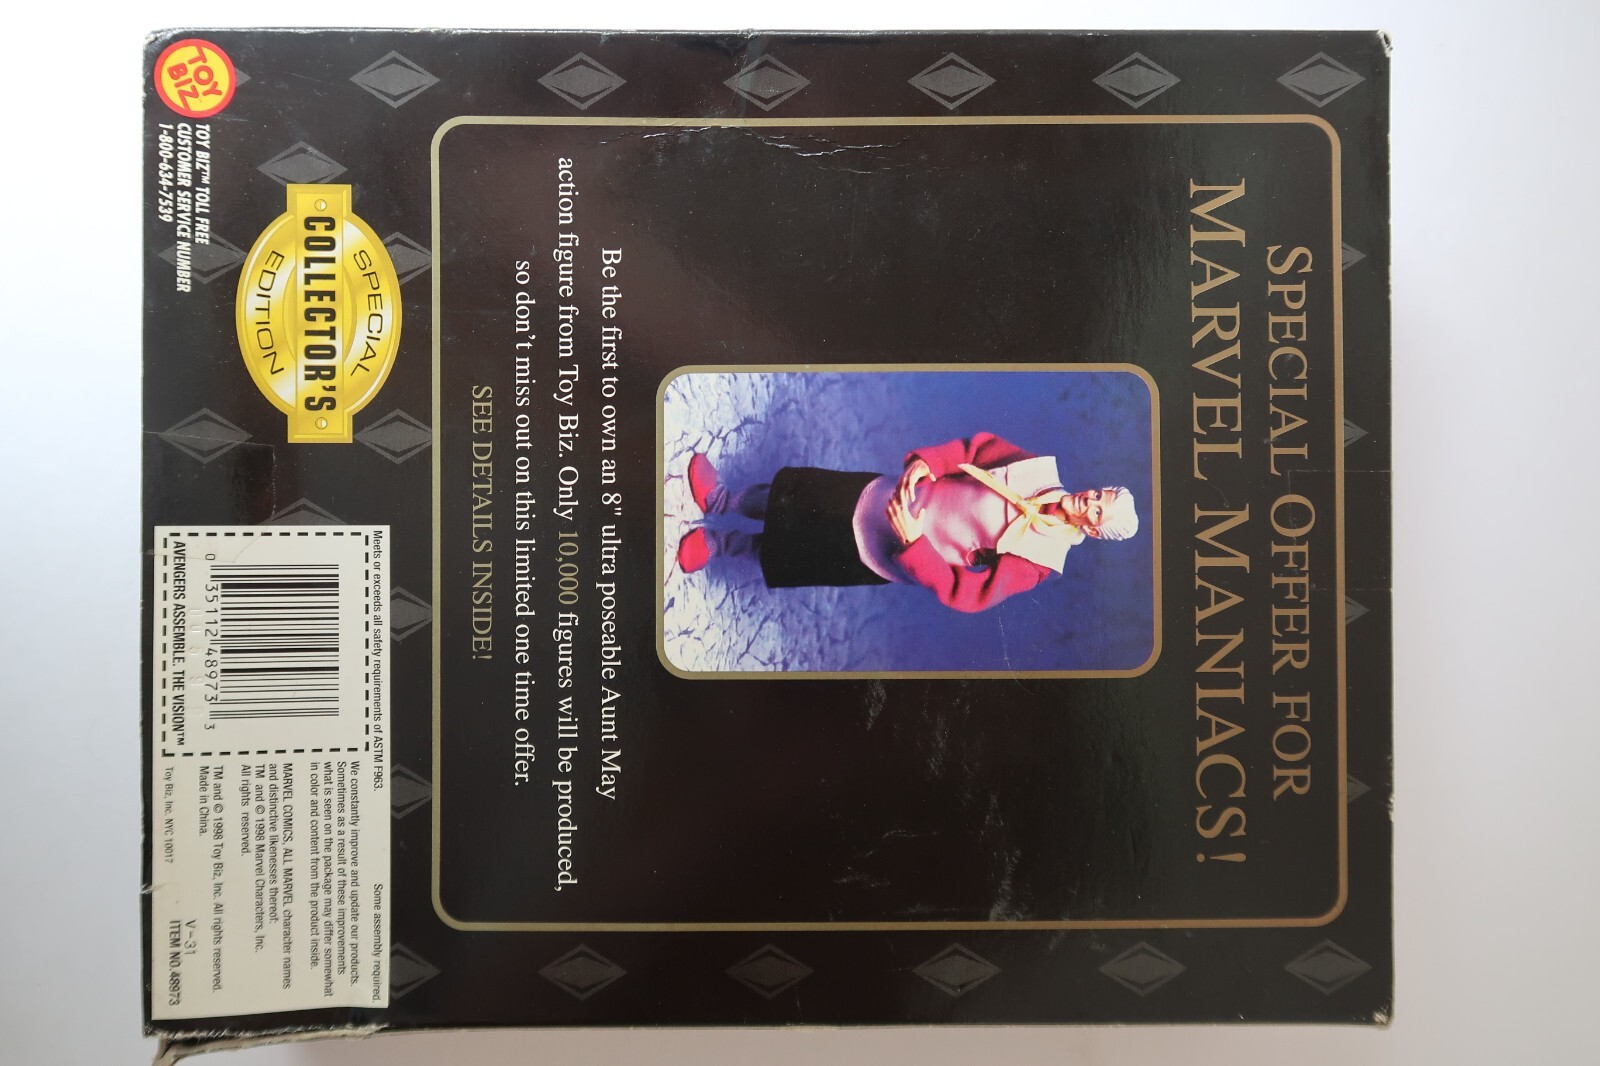 SPECIAL OFFER FOR
MARVEL MANIACS!
Be the first to own an 8" ultra poseable Aunt May
action figure from Toy Biz. Only 10,000 figures will be produced,
so don't miss out on this limited one time offer.
SEE DETAILS INSIDE!
SPECIAL
COLLECTOR'S
EDITION
TOY
BIZ
TOY BIZ™ TOLL FREE
CUSTOMER SERVICE NUMBER
1-800-634-7539
Meets or exceeds all safety requirements of ASTM F963.
0 35112 48973 3
AVENGERS ASSEMBLE. THE VISION™
Some assembly required.
We constantly improve and update our products.
Sometimes as a result of these improvements
what is seen on the package may differ somewhat
in color and content from the product inside.
MARVEL COMICS, ALL MARVEL character names
and distinctive likenesses thereof:
TM and © 1998 Marvel Characters, Inc.
All rights reserved.
TM and © 1998 Toy Biz, Inc. All rights reserved.
Made in China.
V-31
Toy Biz, Inc. NYC 10017
ITEM NO.48973